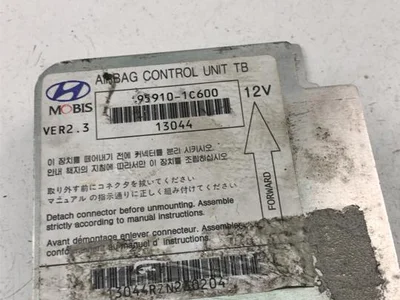 AIRBAG CONTROL UNIT TB
MOBIS
95910-1C600
12V
VER2.3
13044
이 장치를 떼어내기 전에 커넥터를 분리 시키시오.
안내 책자의 지침에 따라서만 이 장치를 조립하시오.
取り外す前にコネクタを抜いてください
マニュアルの指示通りに正しく組み付けてください
FORWARD
Detach connector before unmounting. Assemble
strictly according to manual instructions.
Avant démontage enlever connecteur. Assembler
d' instructions.